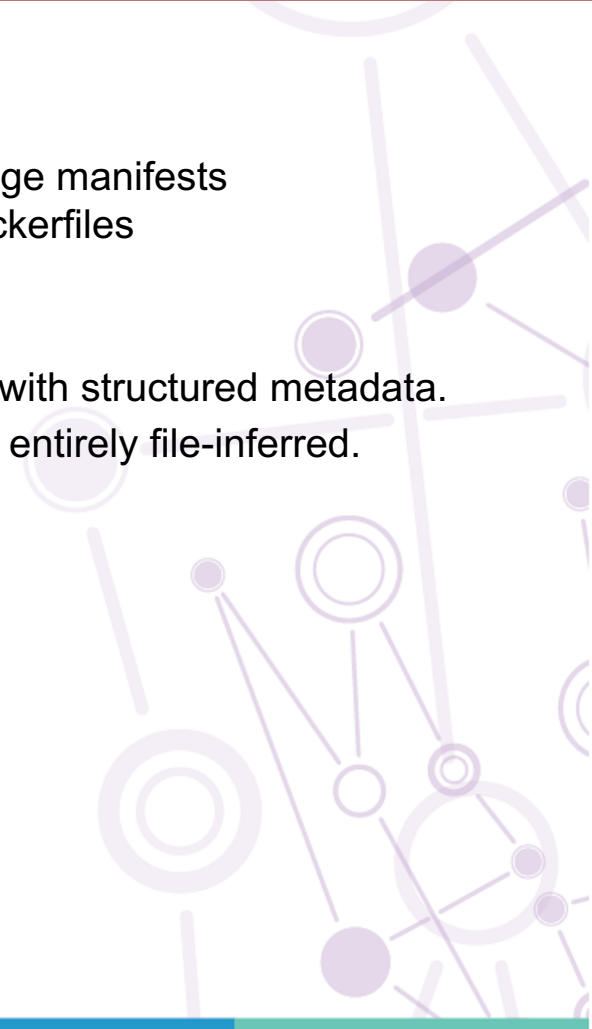 ge manifests
ckerfiles
with structured metadata.
entirely file-inferred.